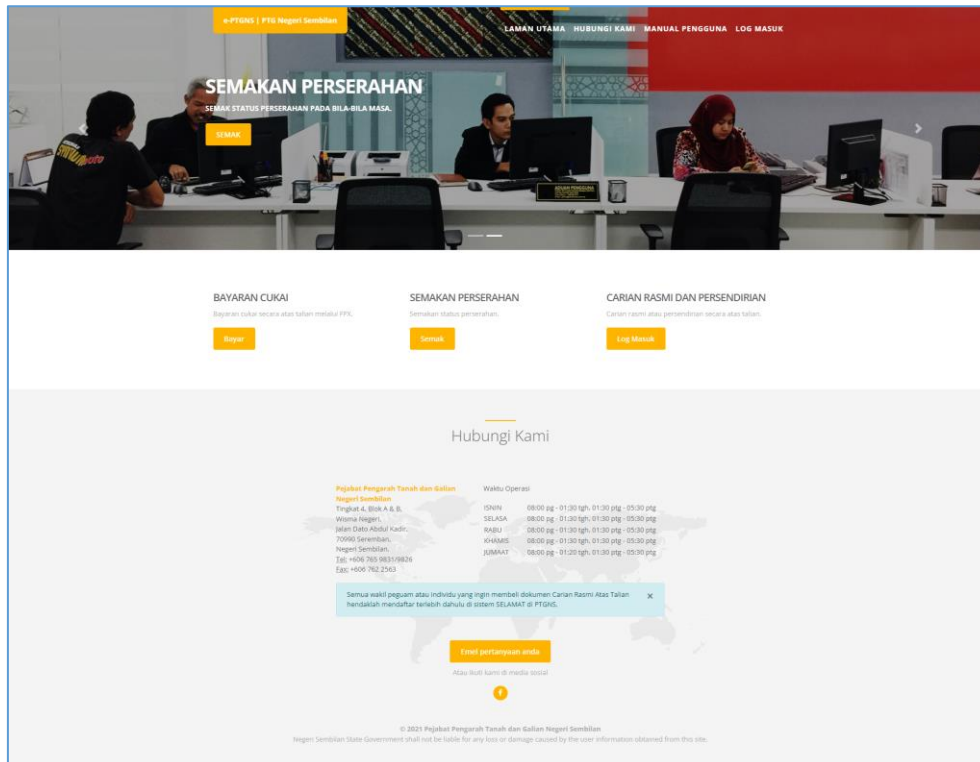 e-PTGNS | PTG Negeri Sembilan
LAMAN UTAMA HUBUNGI KAMI MANUAL PENGGUNA LOG MASUK
SEMAKAN PERSERAHAN
SEMAK STATUS PERSERAHAN PADA BILA-BILA MASA.
SEMAK
BAYARAN CUKAI
Bayaran cukai secara atas talian melalui FPX.
Bayar
SEMAKAN PERSERAHAN
Semakan status perserahan.
Semak
CARIAN RASMI DAN PERSENDIRIAN
Carian rasmi atau persendirian secara atas talian.
Log Masuk
Hubungi Kami
Pejabat Pengarah Tanah dan Galian
Negeri Sembilan
Tingkat 4, Blok A & B,
Wisma Negeri,
Jalan Dato Abdul Kadir,
70990 Seremban,
Negeri Sembilan.
Tel: +606 765 9831/9826
Fax: +606 762 2563
Waktu Operasi
ISNIN 08:00 pg - 01:30 tgh, 01:30 ptg - 05:30 ptg
SELASA 08:00 pg - 01:30 tgh, 01:30 ptg - 05:30 ptg
RABU 08:00 pg - 01:30 tgh, 01:30 ptg - 05:30 ptg
KHAMIS 08:00 pg - 01:30 tgh, 01:30 ptg - 05:30 ptg
JUMAAT 08:00 pg - 01:20 tgh, 01:30 ptg - 05:30 ptg
Semua wakil peguam atau individu yang ingin membeli dokumen Carian Rasmi Atas Talian
hendaklah mendaftar terlebih dahulu di sistem SELAMAT di PTGNS.
Emel pertanyaan anda
Atau ikuti kami di media sosial
© 2021 Pejabat Pengarah Tanah dan Galian Negeri Sembilan
Negeri Sembilan State Government shall not be liable for any loss or damage caused by the user information obtained from this site.